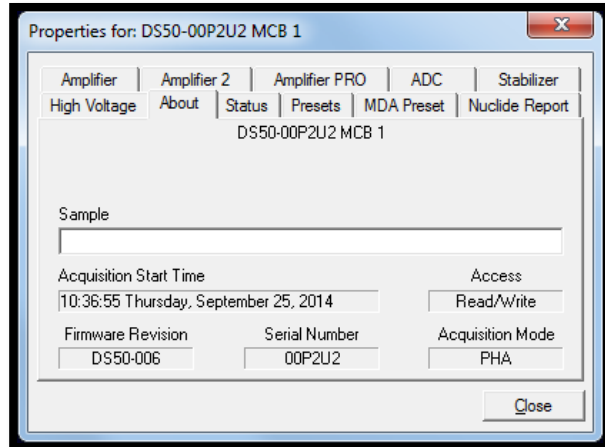 Properties for: DS50-00P2U2 MCB 1
Amplifier Amplifier 2 Amplifier PRO ADC Stabilizer
High Voltage About Status Presets MDA Preset Nuclide Report
DS50-00P2U2 MCB 1
Sample
Acquisition Start Time Access
10:36:55 Thursday, September 25, 2014 Read/Write
Firmware Revision Serial Number Acquisition Mode
DS50-006 00P2U2 PHA
Close